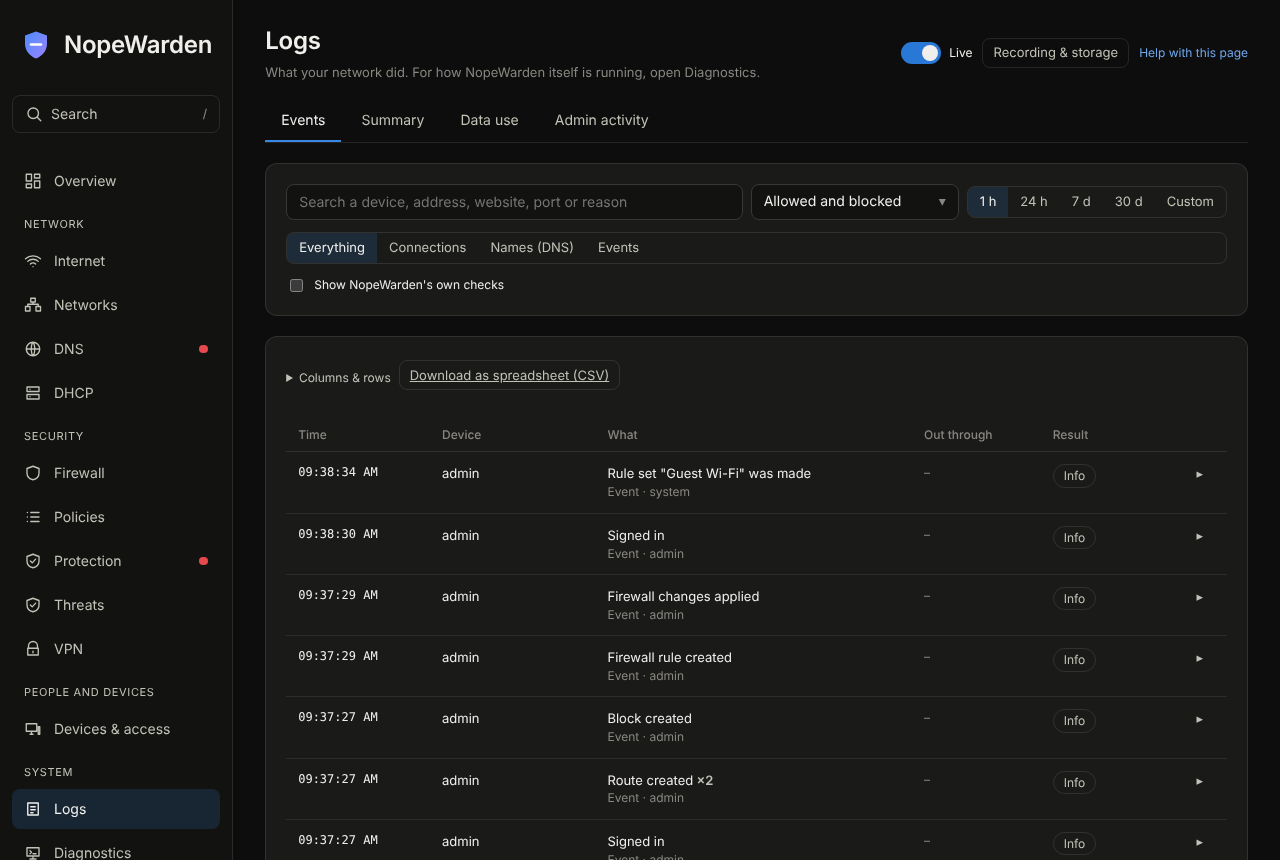 NopeWarden
Search /
Overview
NETWORK
Internet
Networks
DNS
DHCP
SECURITY
Firewall
Policies
Protection
Threats
VPN
PEOPLE AND DEVICES
Devices & access
SYSTEM
Logs
Diagnostics
Logs
What your network did. For how NopeWarden itself is running, open Diagnostics.
Live Recording & storage Help with this page
Events Summary Data use Admin activity
Search a device, address, website, port or reason Allowed and blocked 1 h 24 h 7 d 30 d Custom
Everything Connections Names (DNS) Events
Show NopeWarden's own checks
Columns & rows Download as spreadsheet (CSV)
Time Device What Out through Result
09:38:34 AM admin Rule set "Guest Wi-Fi" was made – Info
Event · system
09:38:30 AM admin Signed in – Info
Event · admin
09:37:29 AM admin Firewall changes applied – Info
Event · admin
09:37:29 AM admin Firewall rule created – Info
Event · admin
09:37:27 AM admin Block created – Info
Event · admin
09:37:27 AM admin Route created ×2 – Info
Event · admin
09:37:27 AM admin Signed in – Info
Event · admin